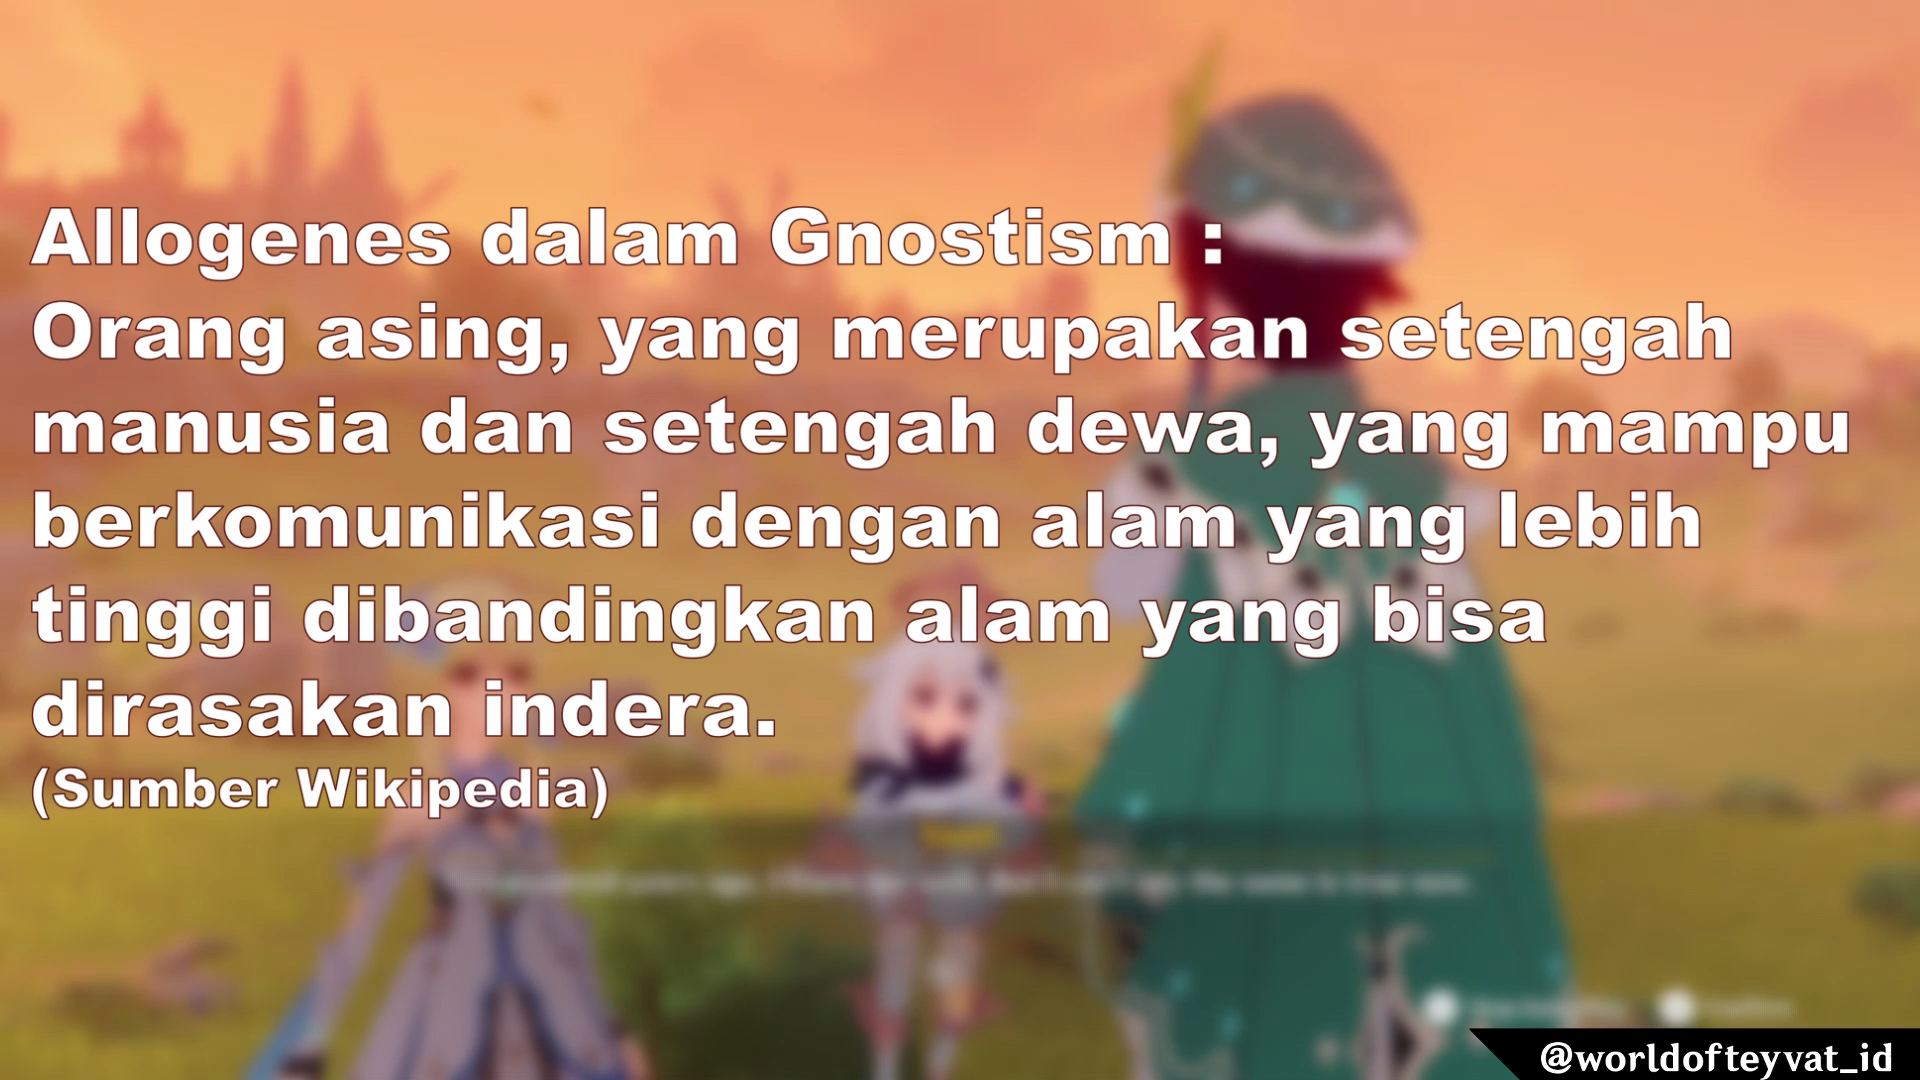 Allogenes dalam Gnostism :
Orang asing, yang merupakan setengah
manusia dan setengah dewa, yang mampu
berkomunikasi dengan alam yang lebih
tinggi dibandingkan alam yang bisa
dirasakan indera.
(Sumber Wikipedia)
@worldofteyvat_id